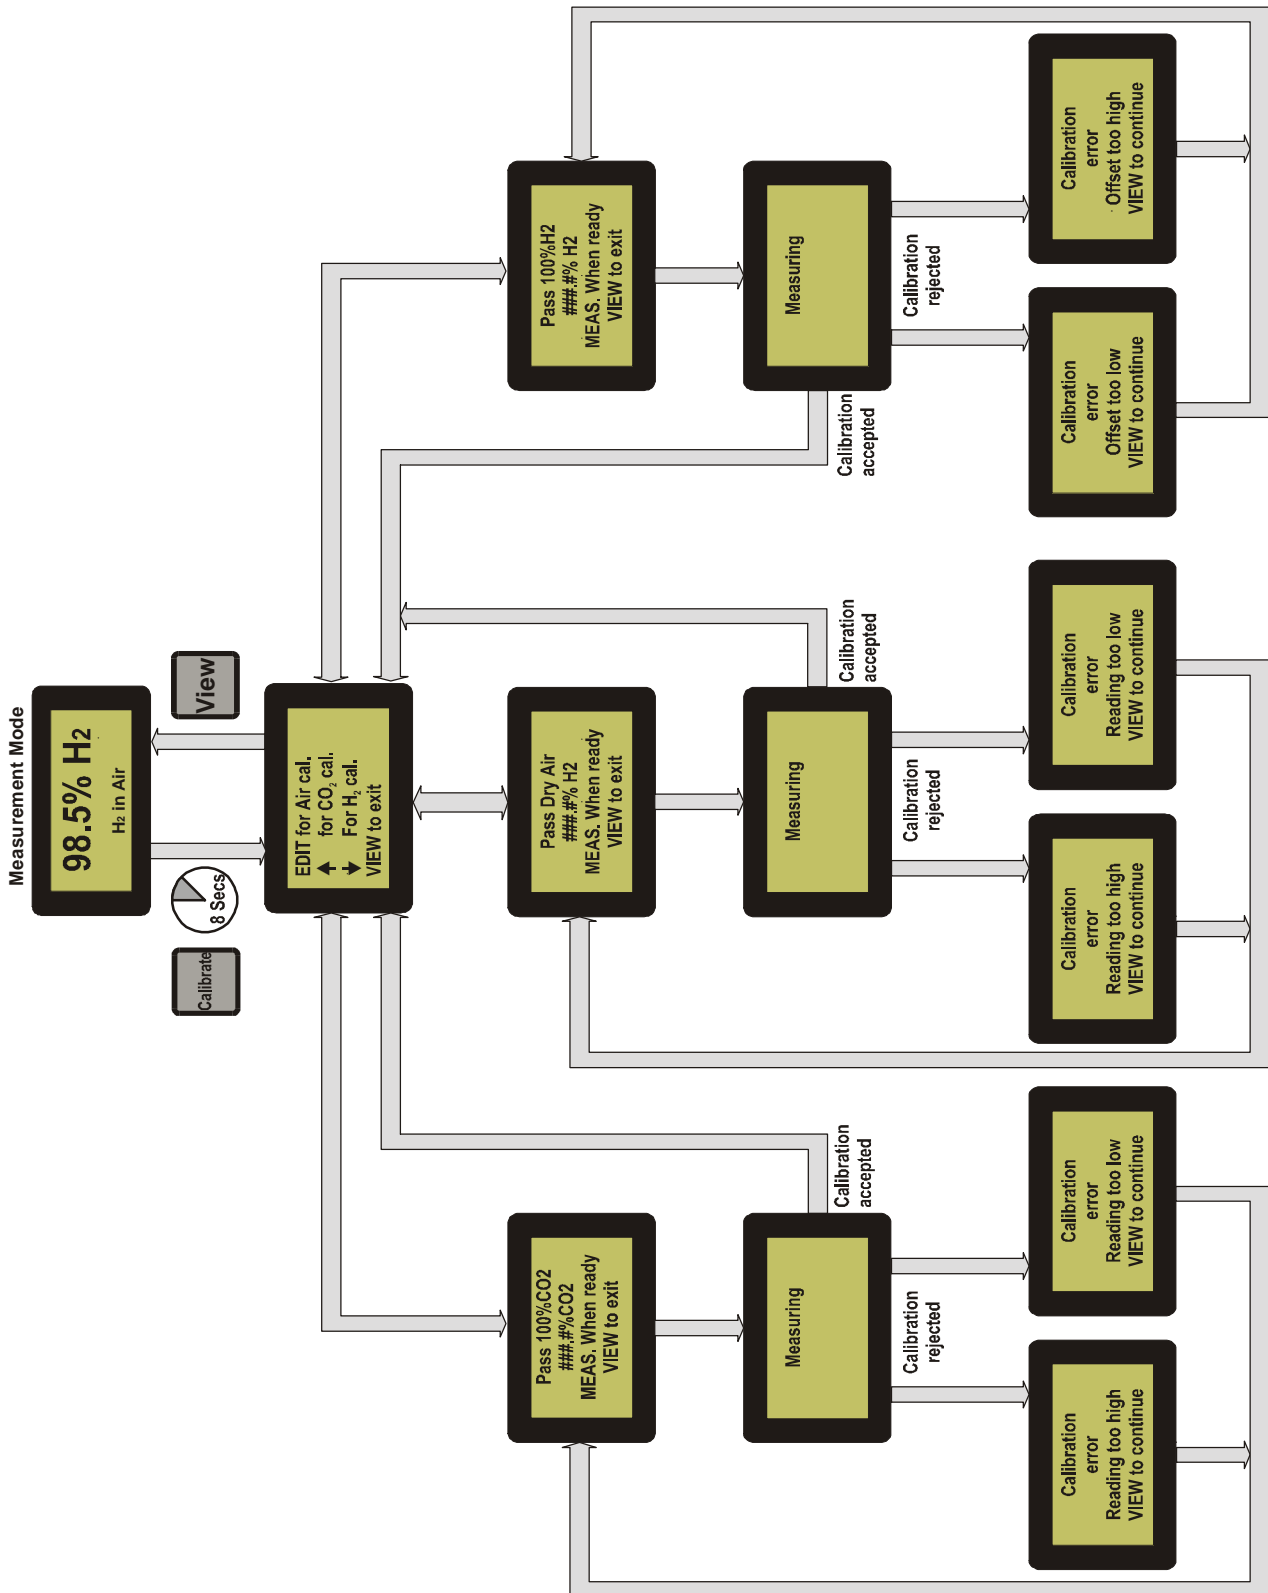 Measurement Mode
98.5% H2
H2 in Air
Calibrate
8 Secs
View
EDIT for Air cal.
↑ for CO2 cal.
↓ For H2 cal.
VIEW to exit
Pass 100%CO2
###.#%CO2
MEAS. When ready
VIEW to exit
Pass Dry Air
###.#% H2
MEAS. When ready
VIEW to exit
Pass 100%H2
###.#% H2
MEAS. When ready
VIEW to exit
Measuring
Calibration
accepted
Measuring
Calibration
accepted
Calibration
accepted
Measuring
Calibration
rejected
Calibration
rejected
Calibration
rejected
Calibration
error
Reading too high
VIEW to continue
Calibration
error
Reading too low
VIEW to continue
Calibration
error
Reading too high
VIEW to continue
Calibration
error
Reading too low
VIEW to continue
Calibration
error
Offset too low
VIEW to continue
Calibration
error
Offset too high
VIEW to continue